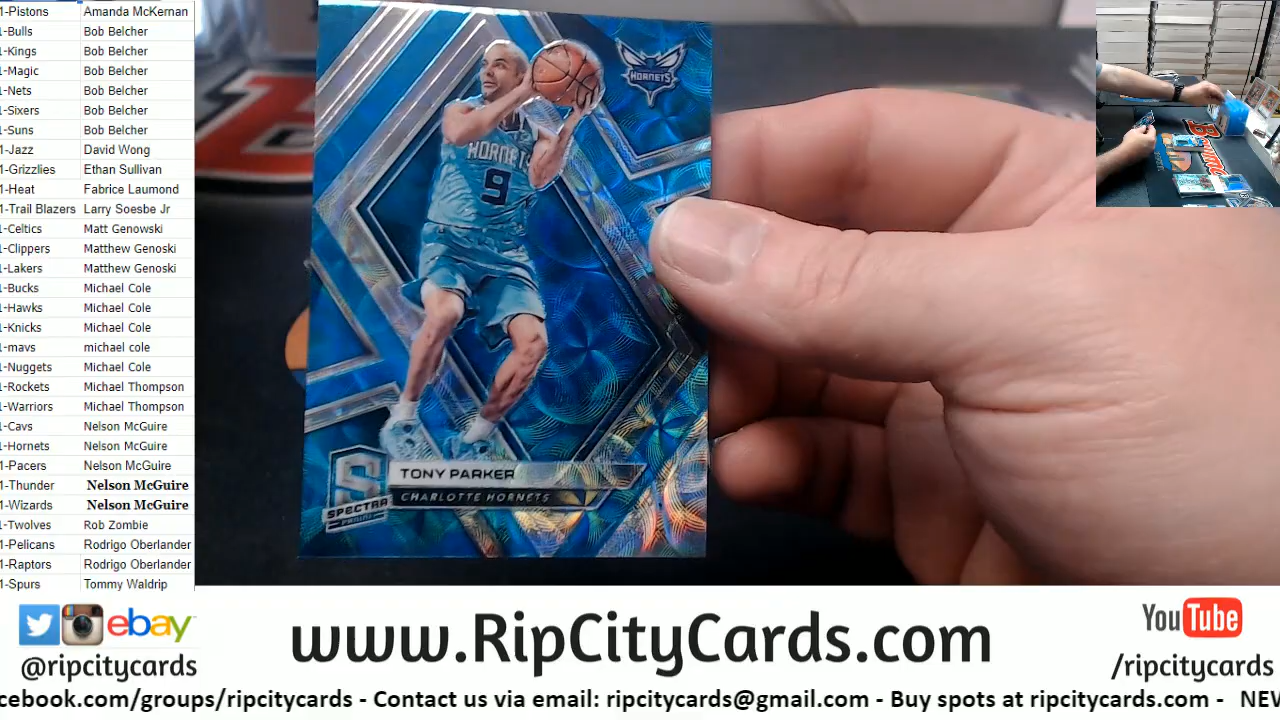 1-Pistons Amanda McKernan
1-Bulls Bob Belcher
1-Kings Bob Belcher
1-Magic Bob Belcher
1-Nets Bob Belcher
1-Sixers Bob Belcher
1-Suns Bob Belcher
1-Jazz David Wong
1-Grizzlies Ethan Sullivan
1-Heat Fabrice Laumond
1-Trail Blazers Larry Soesbe Jr
1-Celtics Matt Genowski
1-Clippers Matthew Genoski
1-Lakers Matthew Genoski
1-Bucks Michael Cole
1-Hawks Michael Cole
1-Knicks Michael Cole
1-mavs michael cole
1-Nuggets Michael Cole
1-Rockets Michael Thompson
1-Warriors Michael Thompson
1-Cavs Nelson McGuire
1-Hornets Nelson McGuire
1-Pacers Nelson McGuire
1-Thunder Nelson McGuire
1-Wizards Nelson McGuire
1-Twolves Rob Zombie
1-Pelicans Rodrigo Oberlander
1-Raptors Rodrigo Oberlander
1-Spurs Tommy Waldrip
HORNETS
HORNETS
9
TONY PARKER
CHARLOTTE HORNETS
S
SPECTRA
PANINI
ebay
@ripcitycards
www.RipCityCards.com
YouTube
/ripcitycards
cebook.com/groups/ripcitycards - Contact us via email: ripcitycards@gmail.com - Buy spots at ripcitycards.com - NEV